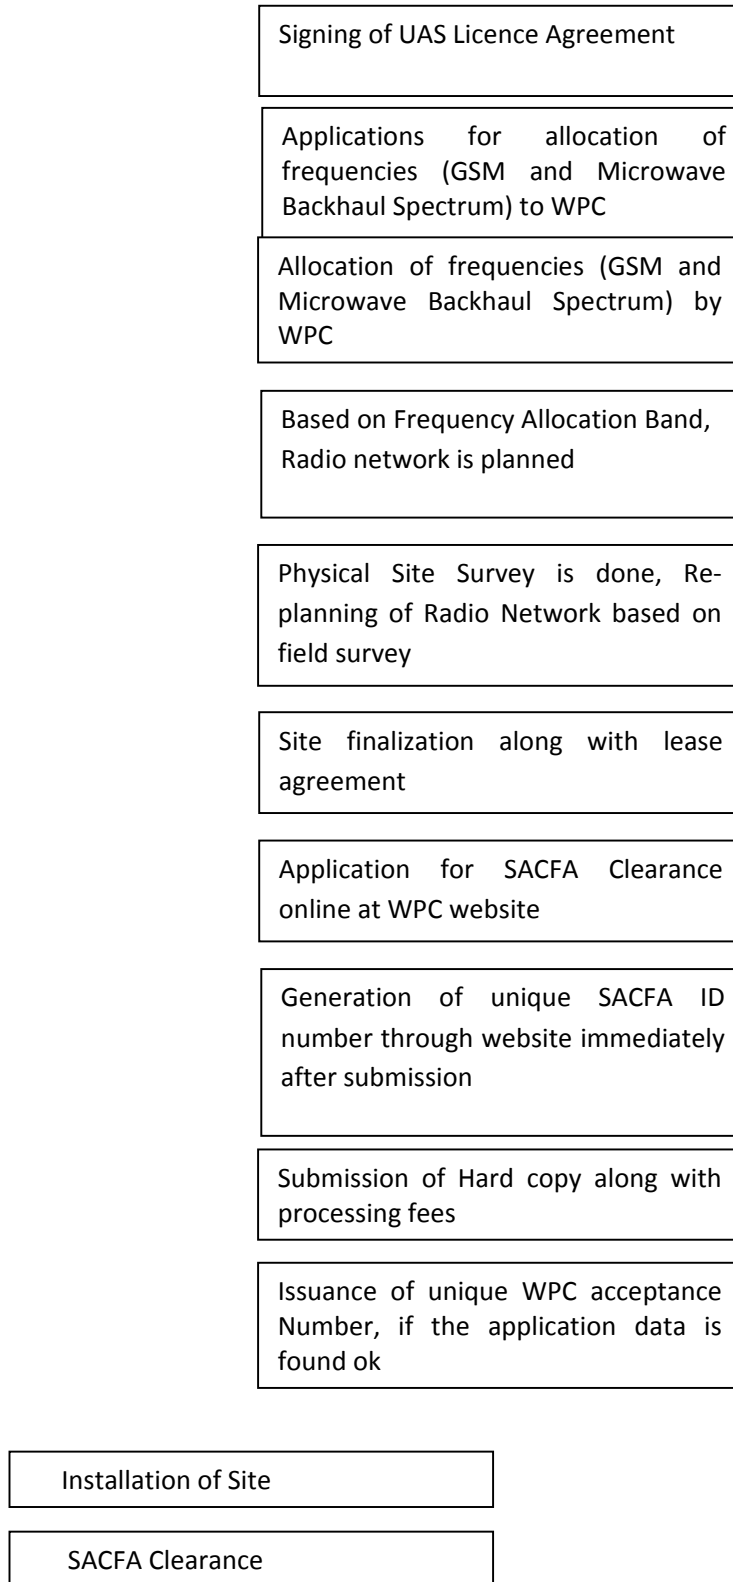 Signing of UAS Licence Agreement
Applications for allocation of
frequencies (GSM and Microwave
Backhaul Spectrum) to WPC
Allocation of frequencies (GSM and
Microwave Backhaul Spectrum) by
WPC
Based on Frequency Allocation Band,
Radio network is planned
Physical Site Survey is done, Re-
planning of Radio Network based on
field survey
Site finalization along with lease
agreement
Application for SACFA Clearance
online at WPC website
Generation of unique SACFA ID
number through website immediately
after submission
Submission of Hard copy along with
processing fees
Issuance of unique WPC acceptance
Number, if the application data is
found ok
Installation of Site
SACFA Clearance